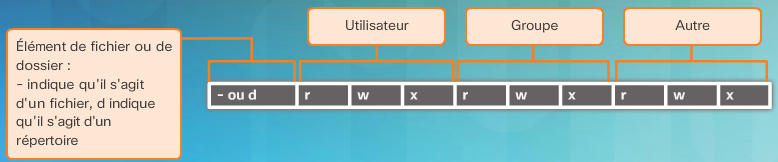 Utilisateur
Groupe
Autre
Élément de fichier ou de
dossier :
- indique qu'il s'agit
d'un fichier, d indique
qu'il s'agit d'un
répertoire
- ou d r w x r w x r w x